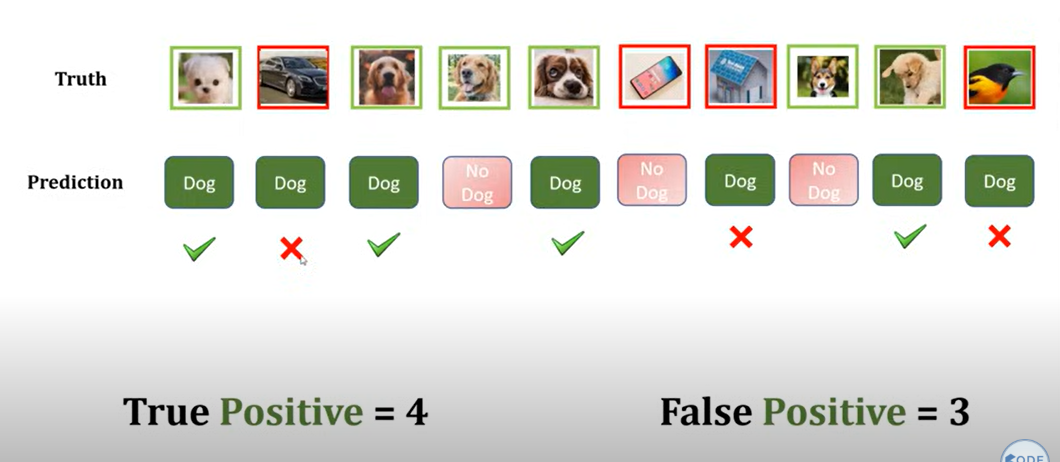 Truth
Prediction
Dog
Dog
Dog
No
Dog
Dog
No
Dog
Dog
No
Dog
Dog
Dog
True Positive = 4
False Positive = 3
CODE